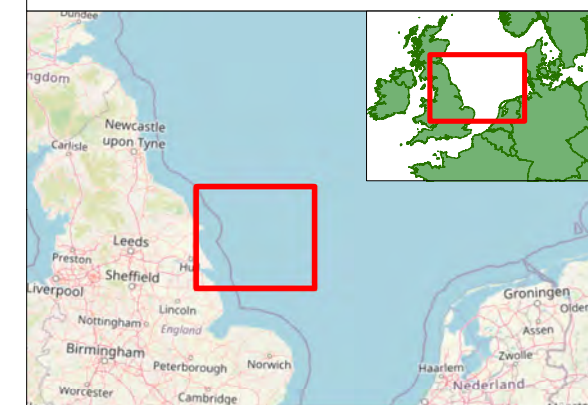 Dundee
ngdom
Newcastle
upon Tyne
Carlisle
Leeds
Preston
Hu
Sheffield
Liverpool
Lincoln
Nottingham
England
Birmingham
Peterborough
Norwich
Worcester
Cambridge
Groningen
Older
Assen
Zwolle
Haarlem
Nederland